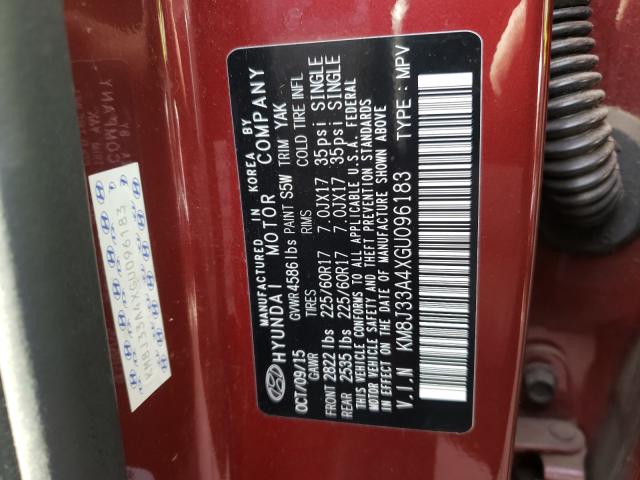 MANUFACTURED IN KOREA BY
HYUNDAI MOTOR COMPANY
OCT/09/15 GVWR 4586 lbs PAINT S5W TRIM YAK
GAWR TIRES RIMS COLD TIRE INFL
FRONT 2822 lbs 225/60R17 7.0JX17 35psi SINGLE
REAR 2535 lbs 225/60R17 7.0JX17 35psi SINGLE
THIS VEHICLE CONFORMS TO ALL APPLICABLE U.S.A. FEDERAL
MOTOR VEHICLE SAFETY AND THEFT PREVENTION STANDARDS
IN EFFECT ON THE DATE OF MANUFACTURE SHOWN ABOVE
V.I.N KM8J33A4XGU096183 TYPE : MPV
KM8J33A4XGU096183